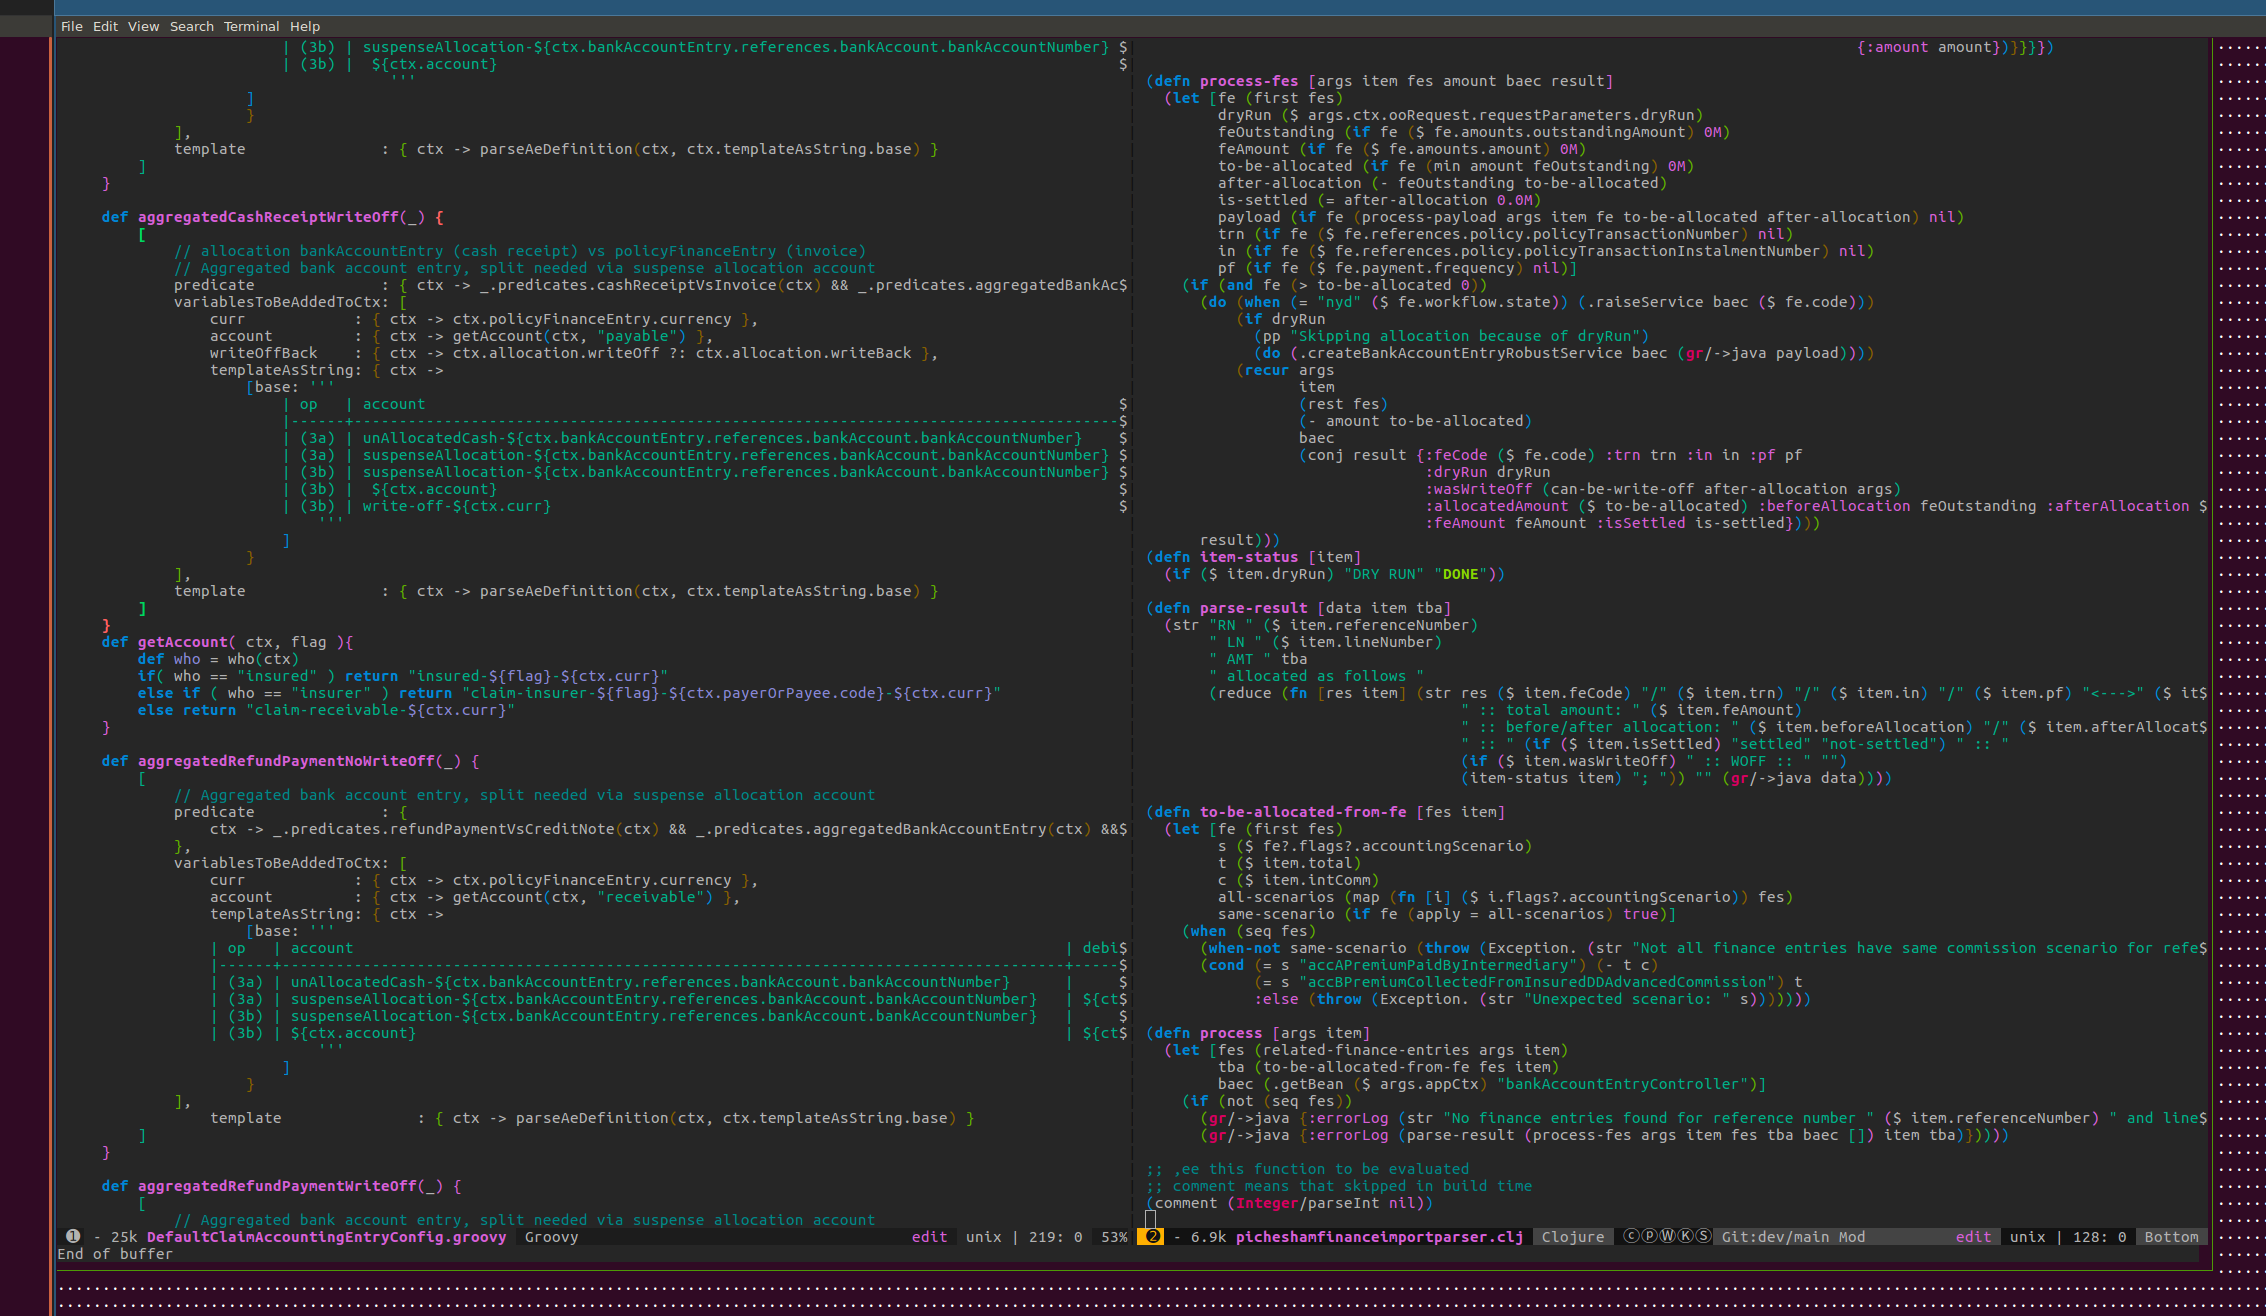 File Edit View Search Terminal Help
| (3b) | suspenseAllocation-${ctx.bankAccountEntry.references.bankAccount.bankAccountNumber} $
| (3b) |  ${ctx.account} $
'''
]
}
],
template : { ctx -> parseAeDefinition(ctx, ctx.templateAsString.base) }
]
}
def aggregatedCashReceiptWriteOff(_) {
[
// allocation bankAccountEntry (cash receipt) vs policyFinanceEntry (invoice)
// Aggregated bank account entry, split needed via suspense allocation account
predicate : { ctx -> _.predicates.cashReceiptVsInvoice(ctx) && _.predicates.aggregatedBankAc$
variablesToBeAddedToCtx: [
curr : { ctx -> ctx.policyFinanceEntry.currency },
account : { ctx -> getAccount(ctx, "payable") },
writeOffBack : { ctx -> ctx.allocation.writeOff ?: ctx.allocation.writeBack },
templateAsString: { ctx ->
[base: '''
| op | account $
|------+-------------------------------------------------------------------------------------$
| (3a) | unAllocatedCash-${ctx.bankAccountEntry.references.bankAccount.bankAccountNumber} $
| (3a) | suspenseAllocation-${ctx.bankAccountEntry.references.bankAccount.bankAccountNumber} $
| (3b) | suspenseAllocation-${ctx.bankAccountEntry.references.bankAccount.bankAccountNumber} $
| (3b) |  ${ctx.account} $
| (3b) | write-off-${ctx.curr} $
'''
]
}
],
template : { ctx -> parseAeDefinition(ctx, ctx.templateAsString.base) }
]
}
def getAccount( ctx, flag ){
def who = who(ctx)
if( who == "insured" ) return "insured-${flag}-${ctx.curr}"
else if ( who == "insurer" ) return "claim-insurer-${flag}-${ctx.payerOrPayee.code}-${ctx.curr}"
else return "claim-receivable-${ctx.curr}"
}
def aggregatedRefundPaymentNoWriteOff(_) {
[
// Aggregated bank account entry, split needed via suspense allocation account
predicate : {
ctx -> _.predicates.refundPaymentVsCreditNote(ctx) && _.predicates.aggregatedBankAccountEntry(ctx) &&$
},
variablesToBeAddedToCtx: [
curr : { ctx -> ctx.policyFinanceEntry.currency },
account : { ctx -> getAccount(ctx, "receivable") },
templateAsString: { ctx ->
[base: '''
| op | account | debi$
|------+---------------------------------------------------------------------------------------+-----$
| (3a) | unAllocatedCash-${ctx.bankAccountEntry.references.bankAccount.bankAccountNumber} | $
| (3a) | suspenseAllocation-${ctx.bankAccountEntry.references.bankAccount.bankAccountNumber} | ${ct$
| (3b) | suspenseAllocation-${ctx.bankAccountEntry.references.bankAccount.bankAccountNumber} | $
| (3b) | ${ctx.account} | ${ct$
'''
]
}
],
template : { ctx -> parseAeDefinition(ctx, ctx.templateAsString.base) }
]
}
def aggregatedRefundPaymentWriteOff(_) {
[
// Aggregated bank account entry, split needed via suspense allocation account
① - 25k DefaultClaimAccountingEntryConfig.groovy Groovy edit unix | 219: 0 53%
End of buffer
{:amount amount})}}}})
(defn process-fes [args item fes amount baec result]
(let [fe (first fes)
dryRun ($ args.ctx.ooRequest.requestParameters.dryRun)
feOutstanding (if fe ($ fe.amounts.outstandingAmount) 0M)
feAmount (if fe ($ fe.amounts.amount) 0M)
to-be-allocated (if fe (min amount feOutstanding) 0M)
after-allocation (- feOutstanding to-be-allocated)
is-settled (= after-allocation 0.0M)
payload (if fe (process-payload args item fe to-be-allocated after-allocation) nil)
trn (if fe ($ fe.references.policy.policyTransactionNumber) nil)
in (if fe ($ fe.references.policy.policyTransactionInstalmentNumber) nil)
pf (if fe ($ fe.payment.frequency) nil)]
(if (and fe (> to-be-allocated 0))
(do (when (= "nyd" ($ fe.workflow.state)) (.raiseService baec ($ fe.code)))
(if dryRun
(pp "Skipping allocation because of dryRun")
(do (.createBankAccountEntryRobustService baec (gr/->java payload))))
(recur args
item
(rest fes)
(- amount to-be-allocated)
baec
(conj result {:feCode ($ fe.code) :trn trn :in in :pf pf
:dryRun dryRun
:wasWriteOff (can-be-write-off after-allocation args)
:allocatedAmount ($ to-be-allocated) :beforeAllocation feOutstanding :afterAllocation $
:feAmount feAmount :isSettled is-settled})))
result)))
(defn item-status [item]
(if ($ item.dryRun) "DRY RUN" "DONE"))
(defn parse-result [data item tba]
(str "RN " ($ item.referenceNumber)
" LN " ($ item.lineNumber)
" AMT " tba
" allocated as follows "
(reduce (fn [res item] (str res ($ item.feCode) "/" ($ item.trn) "/" ($ item.in) "/" ($ item.pf) "<--->" ($ it$
" :: total amount: " ($ item.feAmount)
" :: before/after allocation: " ($ item.beforeAllocation) "/" ($ item.afterAllocat$
" :: " (if ($ item.isSettled) "settled" "not-settled") " :: "
(if ($ item.wasWriteOff) " :: WOFF :: " "")
(item-status item) "; ")) "" (gr/->java data))))
(defn to-be-allocated-from-fe [fes item]
(let [fe (first fes)
s ($ fe?.flags?.accountingScenario)
t ($ item.total)
c ($ item.intComm)
all-scenarios (map (fn [i] ($ i.flags?.accountingScenario)) fes)
same-scenario (if fe (apply = all-scenarios) true)]
(when (seq fes)
(when-not same-scenario (throw (Exception. (str "Not all finance entries have same commission scenario for refe$
(cond (= s "accAPremiumPaidByIntermediary") (- t c)
(= s "accBPremiumCollectedFromInsuredDDAdvancedCommission") t
:else (throw (Exception. (str "Unexpected scenario: " s)))))))
(defn process [args item]
(let [fes (related-finance-entries args item)
tba (to-be-allocated-from-fe fes item)
baec (.getBean ($ args.appCtx) "bankAccountEntryController")]
(if (not (seq fes))
(gr/->java {:errorLog (str "No finance entries found for reference number " ($ item.referenceNumber) " and line$
(gr/->java {:errorLog (parse-result (process-fes args item fes tba baec []) item tba)}))))
;; ,ee this function to be evaluated
;; comment means that skipped in build time
(comment (Integer/parseInt nil))
② - 6.9k picheshamfinanceimportparser.clj Clojure ⓒⓟⓌⓀⓈ Git:dev/main Mod edit unix | 128: 0 Bottom